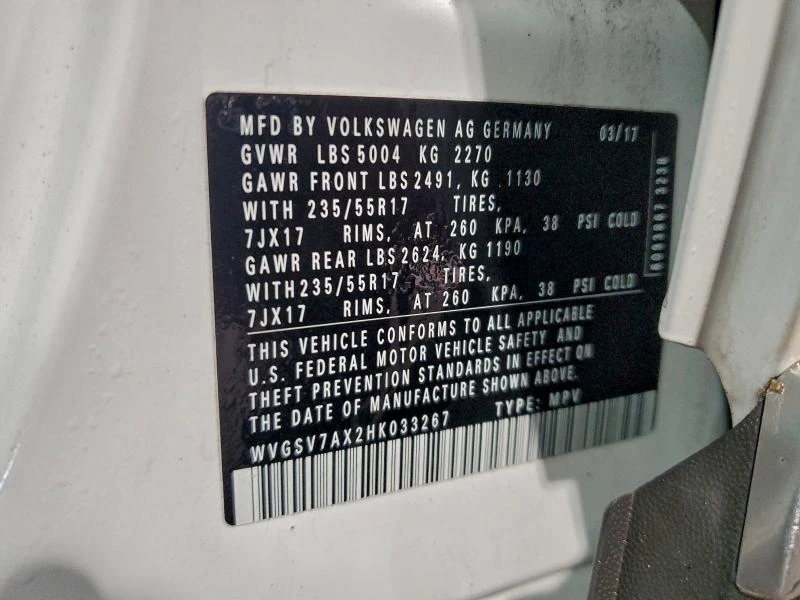 MFD BY VOLKSWAGEN AG GERMANY 03/17
GVWR LBS 5004 KG 2270
GAWR FRONT LBS 2491, KG 1130
WITH 235/55R17 TIRES,
7JX17 RIMS, AT 260 KPA, 38 PSI COLD
GAWR REAR LBS 2624, KG 1190
WITH 235/55R17 TIRES,
7JX17 RIMS, AT 260 KPA, 38 PSI COLD
THIS VEHICLE CONFORMS TO ALL APPLICABLE
U.S. FEDERAL MOTOR VEHICLE SAFETY AND
THEFT PREVENTION STANDARDS IN EFFECT ON
THE DATE OF MANUFACTURE SHOWN ABOVE.
WVGSV7AX2HK033267 TYPE: MPV